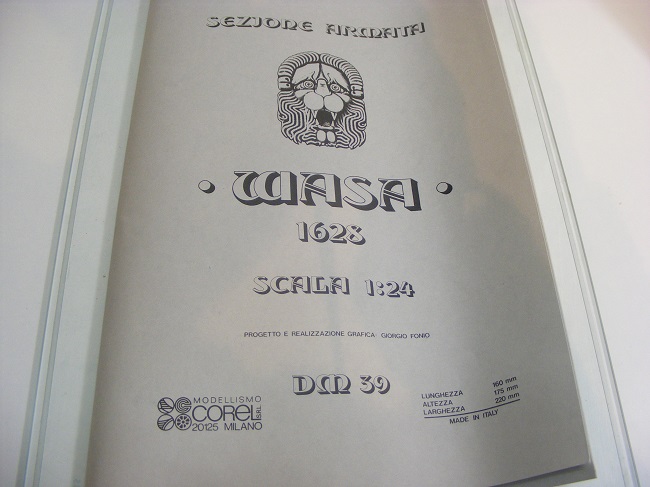 SEZIONE ARMATA
• WASA •
1628
SCALA 1:24
PROGETTO E REALIZZAZIONE GRAFICA: GIORGIO FONIO
DM 39
MODELLISMO
COREL SRL
20125 MILANO
LUNGHEZZA 160 mm
ALTEZZA 175 mm
LARGHEZZA 220 mm
MADE IN ITALY